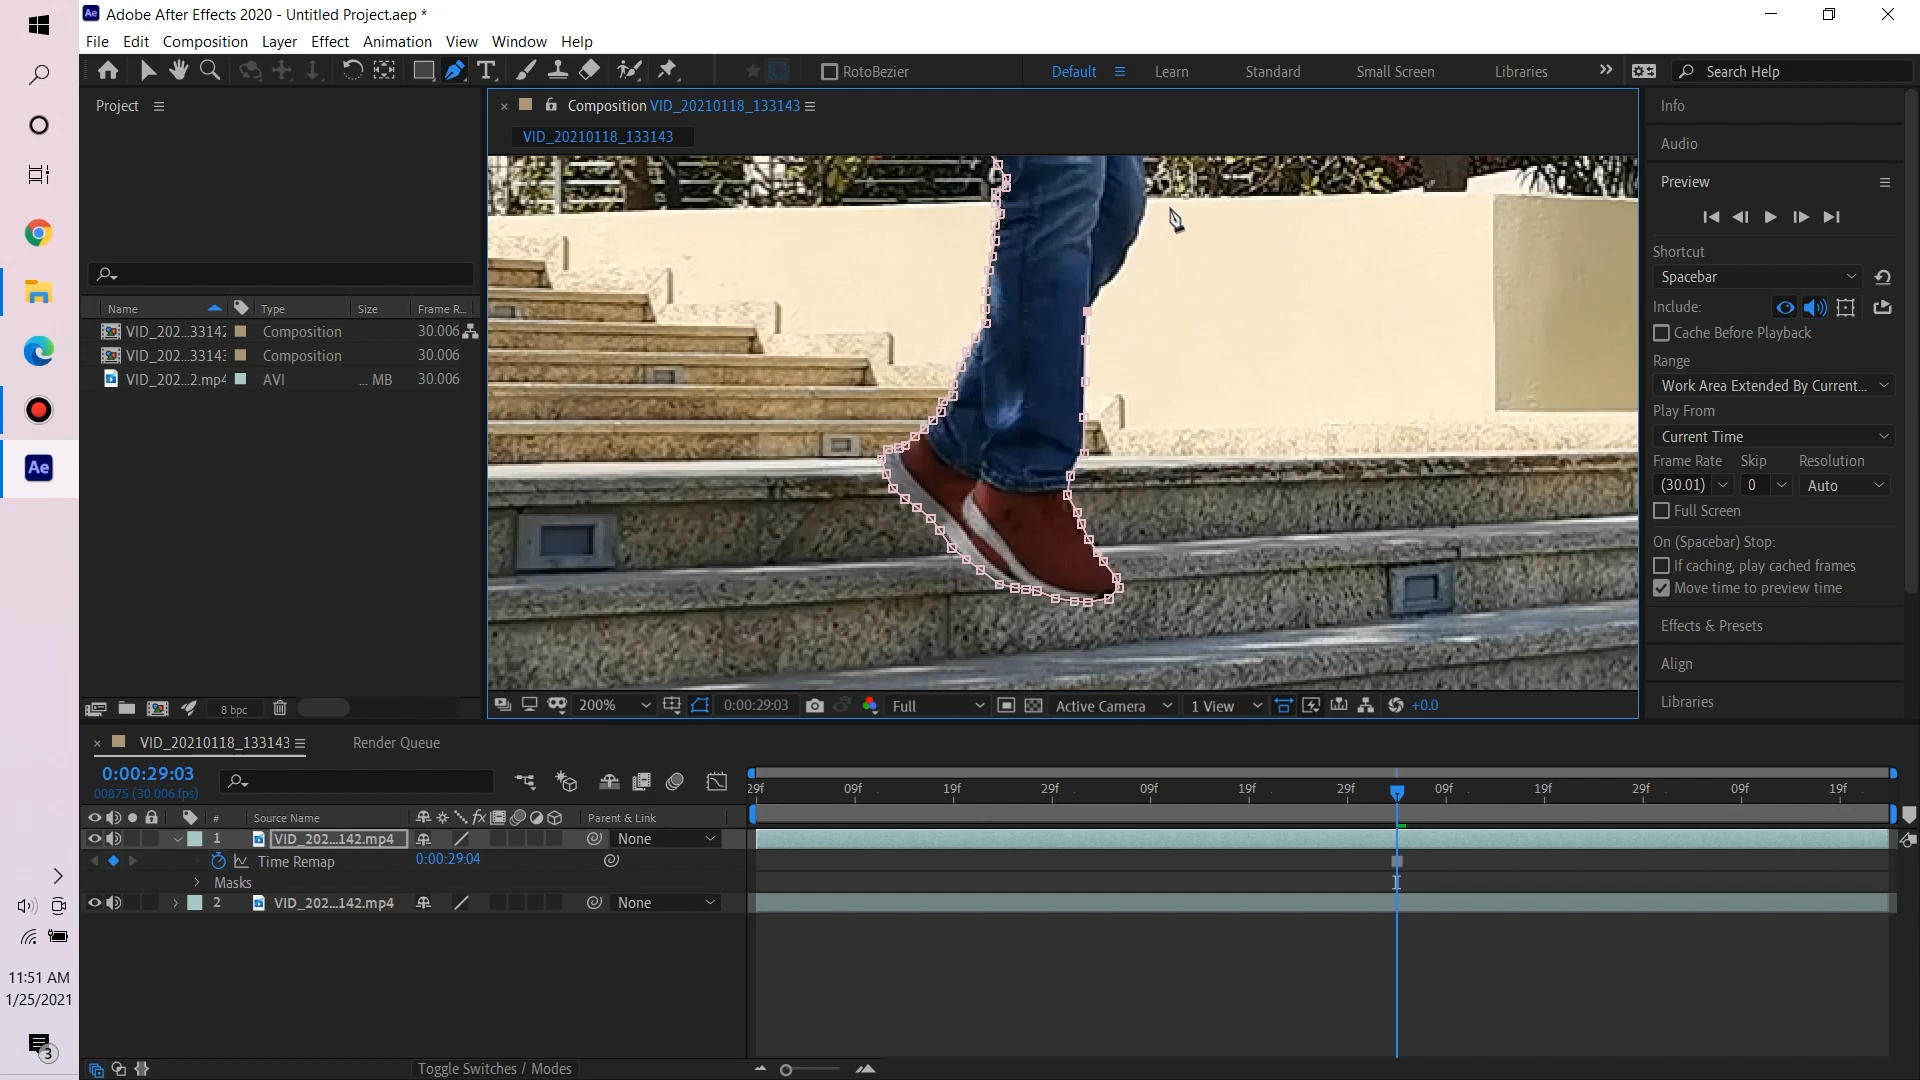 Adobe After Effects 2020 - Untitled Project.aep *
File Edit Composition Layer Effect Animation View Window Help
RotoBezier Default Learn Standard Small Screen Libraries Search Help
Project
Composition VID_20210118_133143
VID_20210118_133143
Name Type Size Frame R...
VID_202...33142 Composition 30.006
VID_202...33143 Composition 30.006
VID_202...2.mp4 AVI ... MB 30.006
8 bpc
200% 0:00:29:03 Full Active Camera 1 View +0.0
Info
Audio
Preview
Shortcut
Spacebar
Include:
Cache Before Playback
Range
Work Area Extended By Current...
Play From
Current Time
Frame Rate Skip Resolution
(30.01) 0 Auto
Full Screen
On (Spacebar) Stop:
If caching, play cached frames
Move time to preview time
Effects & Presets
Align
Libraries
VID_20210118_133143 Render Queue
0:00:29:03
00875 (30.006 fps)
29f 09f 19f 29f 09f 19f 29f 09f 19f 29f 09f 19f
# Source Name Parent & Link
1 VID_202...142.mp4 None
Time Remap 0:00:29:04
Masks
2 VID_202...142.mp4 None
Toggle Switches / Modes
Ae
11:51 AM
1/25/2021
3